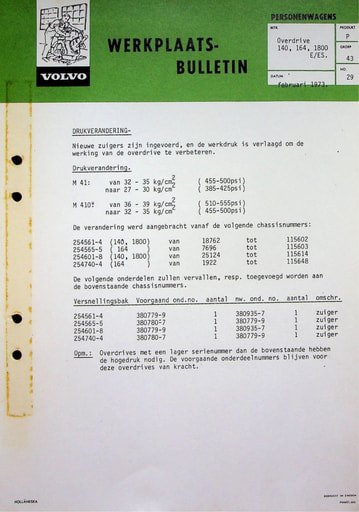 PERSONENWAGENS
BETR.
Overdrive
140, 164, 1800
E/ES.
PRODUKT
P
GROEP
43
NO.
29
DATUM
februari 1973.
VOLVO
WERKPLAATS-
BULLETIN
DRUKVERANDERING-
Nieuwe zuigers zijn ingevoerd, en de werkdruk is verlaagd om de
werking van de overdrive te verbeteren.
Drukverandering.
M 41: van 32 - 35 kg/cm2 ( 455-500psi)
naar 27 - 30 kg/cm2 ( 385-425psi)
M 410: van 36 - 39 kg/cm2 ( 510-555psi)
naar 32 - 35 kg/cm2 ( 455-500psi)
De verandering werd aangebracht vanaf de volgende chassisnummers:
254561-4 (140, 1800) van 18762 tot 115602
254565-5 ( 164 ) van 7696 tot 115603
254601-8 (140, 1800) van 25124 tot 115614
254740-4 (164 ) van 1922 tot 115648
De volgende onderdelen zullen vervallen, resp. toegevoegd worden aan
de bovenstaande chassisnummers.
Versnellingsbak Voorgaand ond.no. aantal nw. ond. no. aantal omschr.
254561-4 380779-9 1 380935-7 1 zuiger
254565-5 380780-7 1 380779-9 1 zuiger
254601-8 380779-9 1 380935-7 1 zuiger
254740-4 380780-7 1 380779-9 1 zuiger
Opm.: Overdrives met een lager serienummer dan de bovenstaande hebben
de hogedruk nodig. De voorgaande onderdeelnummers blijven voor
deze overdrives van kracht.
HOLLÄNDSKA